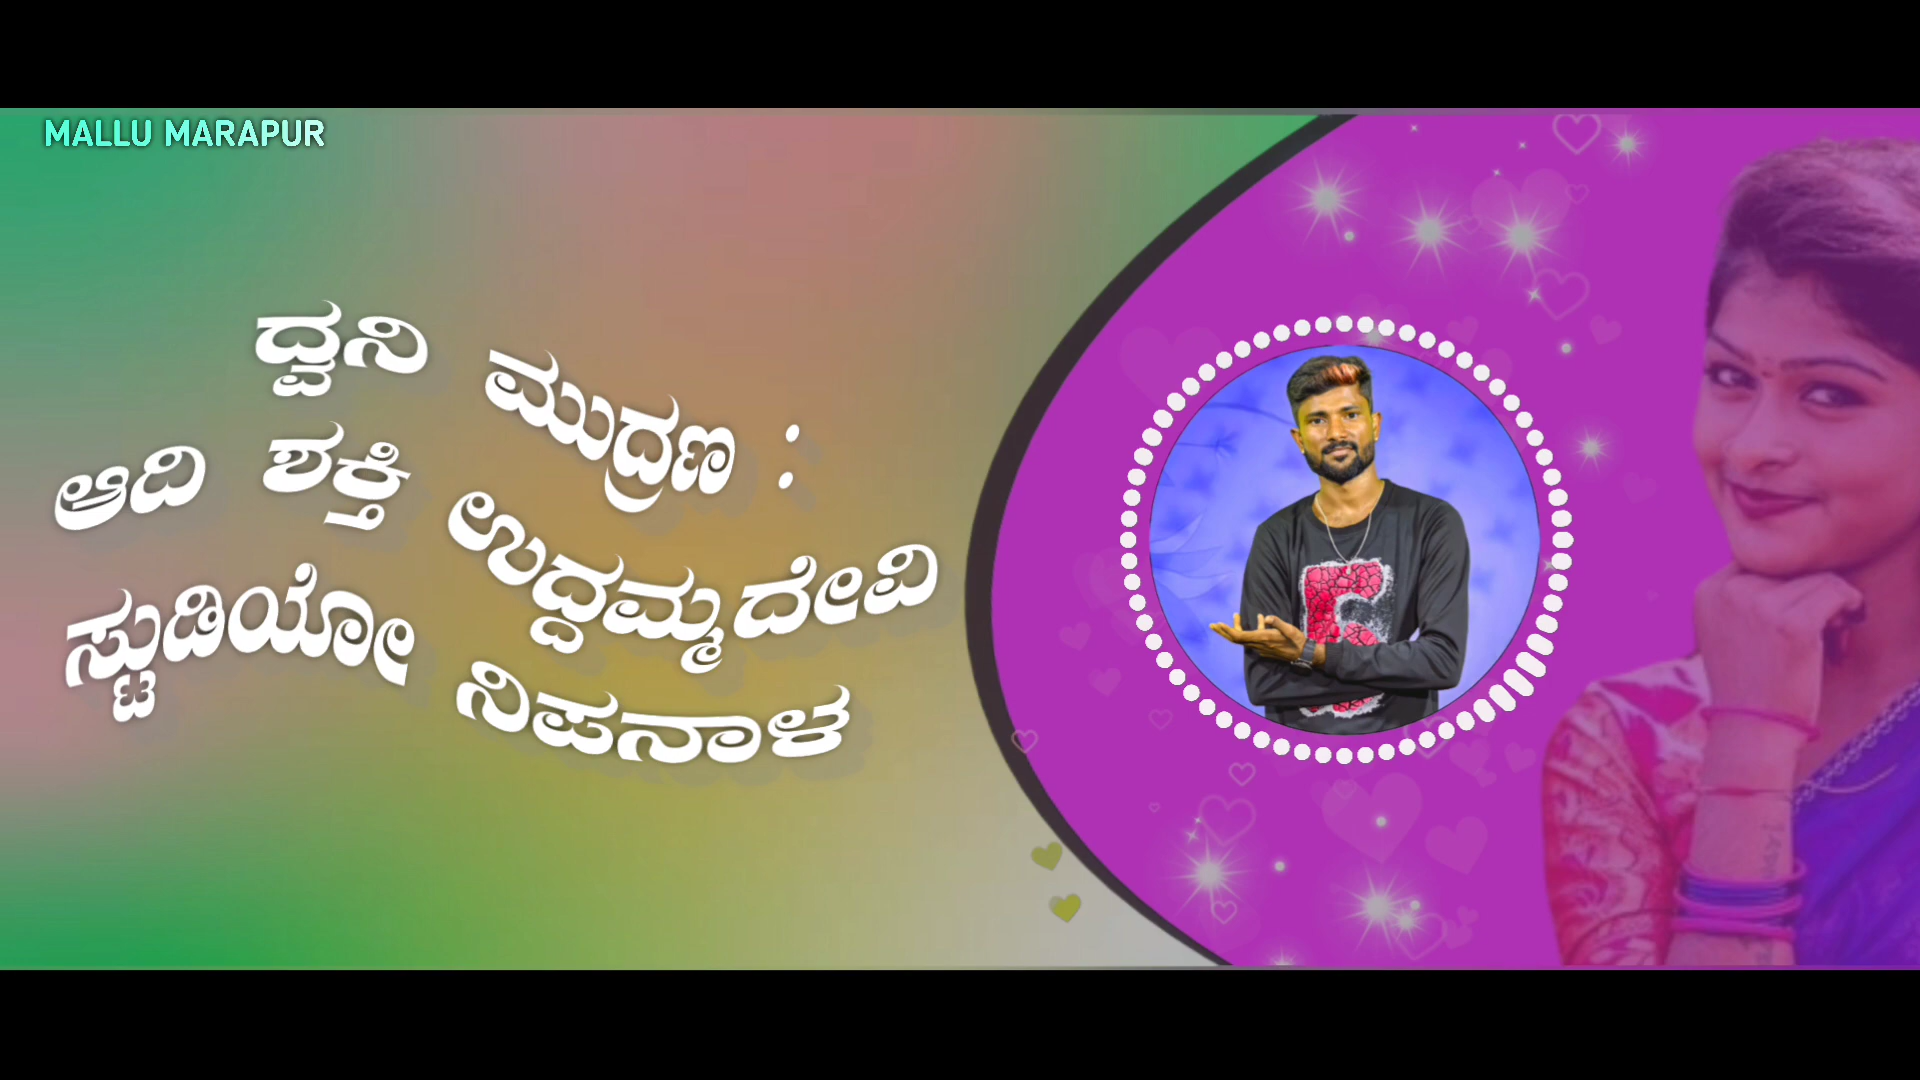 MALLU MARAPUR
ದ್ವನಿ ಮುದ್ರಣ :
ಆದಿ ಶಕ್ತಿ ಉದ್ದಮ್ಮದೇವಿ
ಸ್ಟುಡಿಯೋ ನಿಪನಾಳ